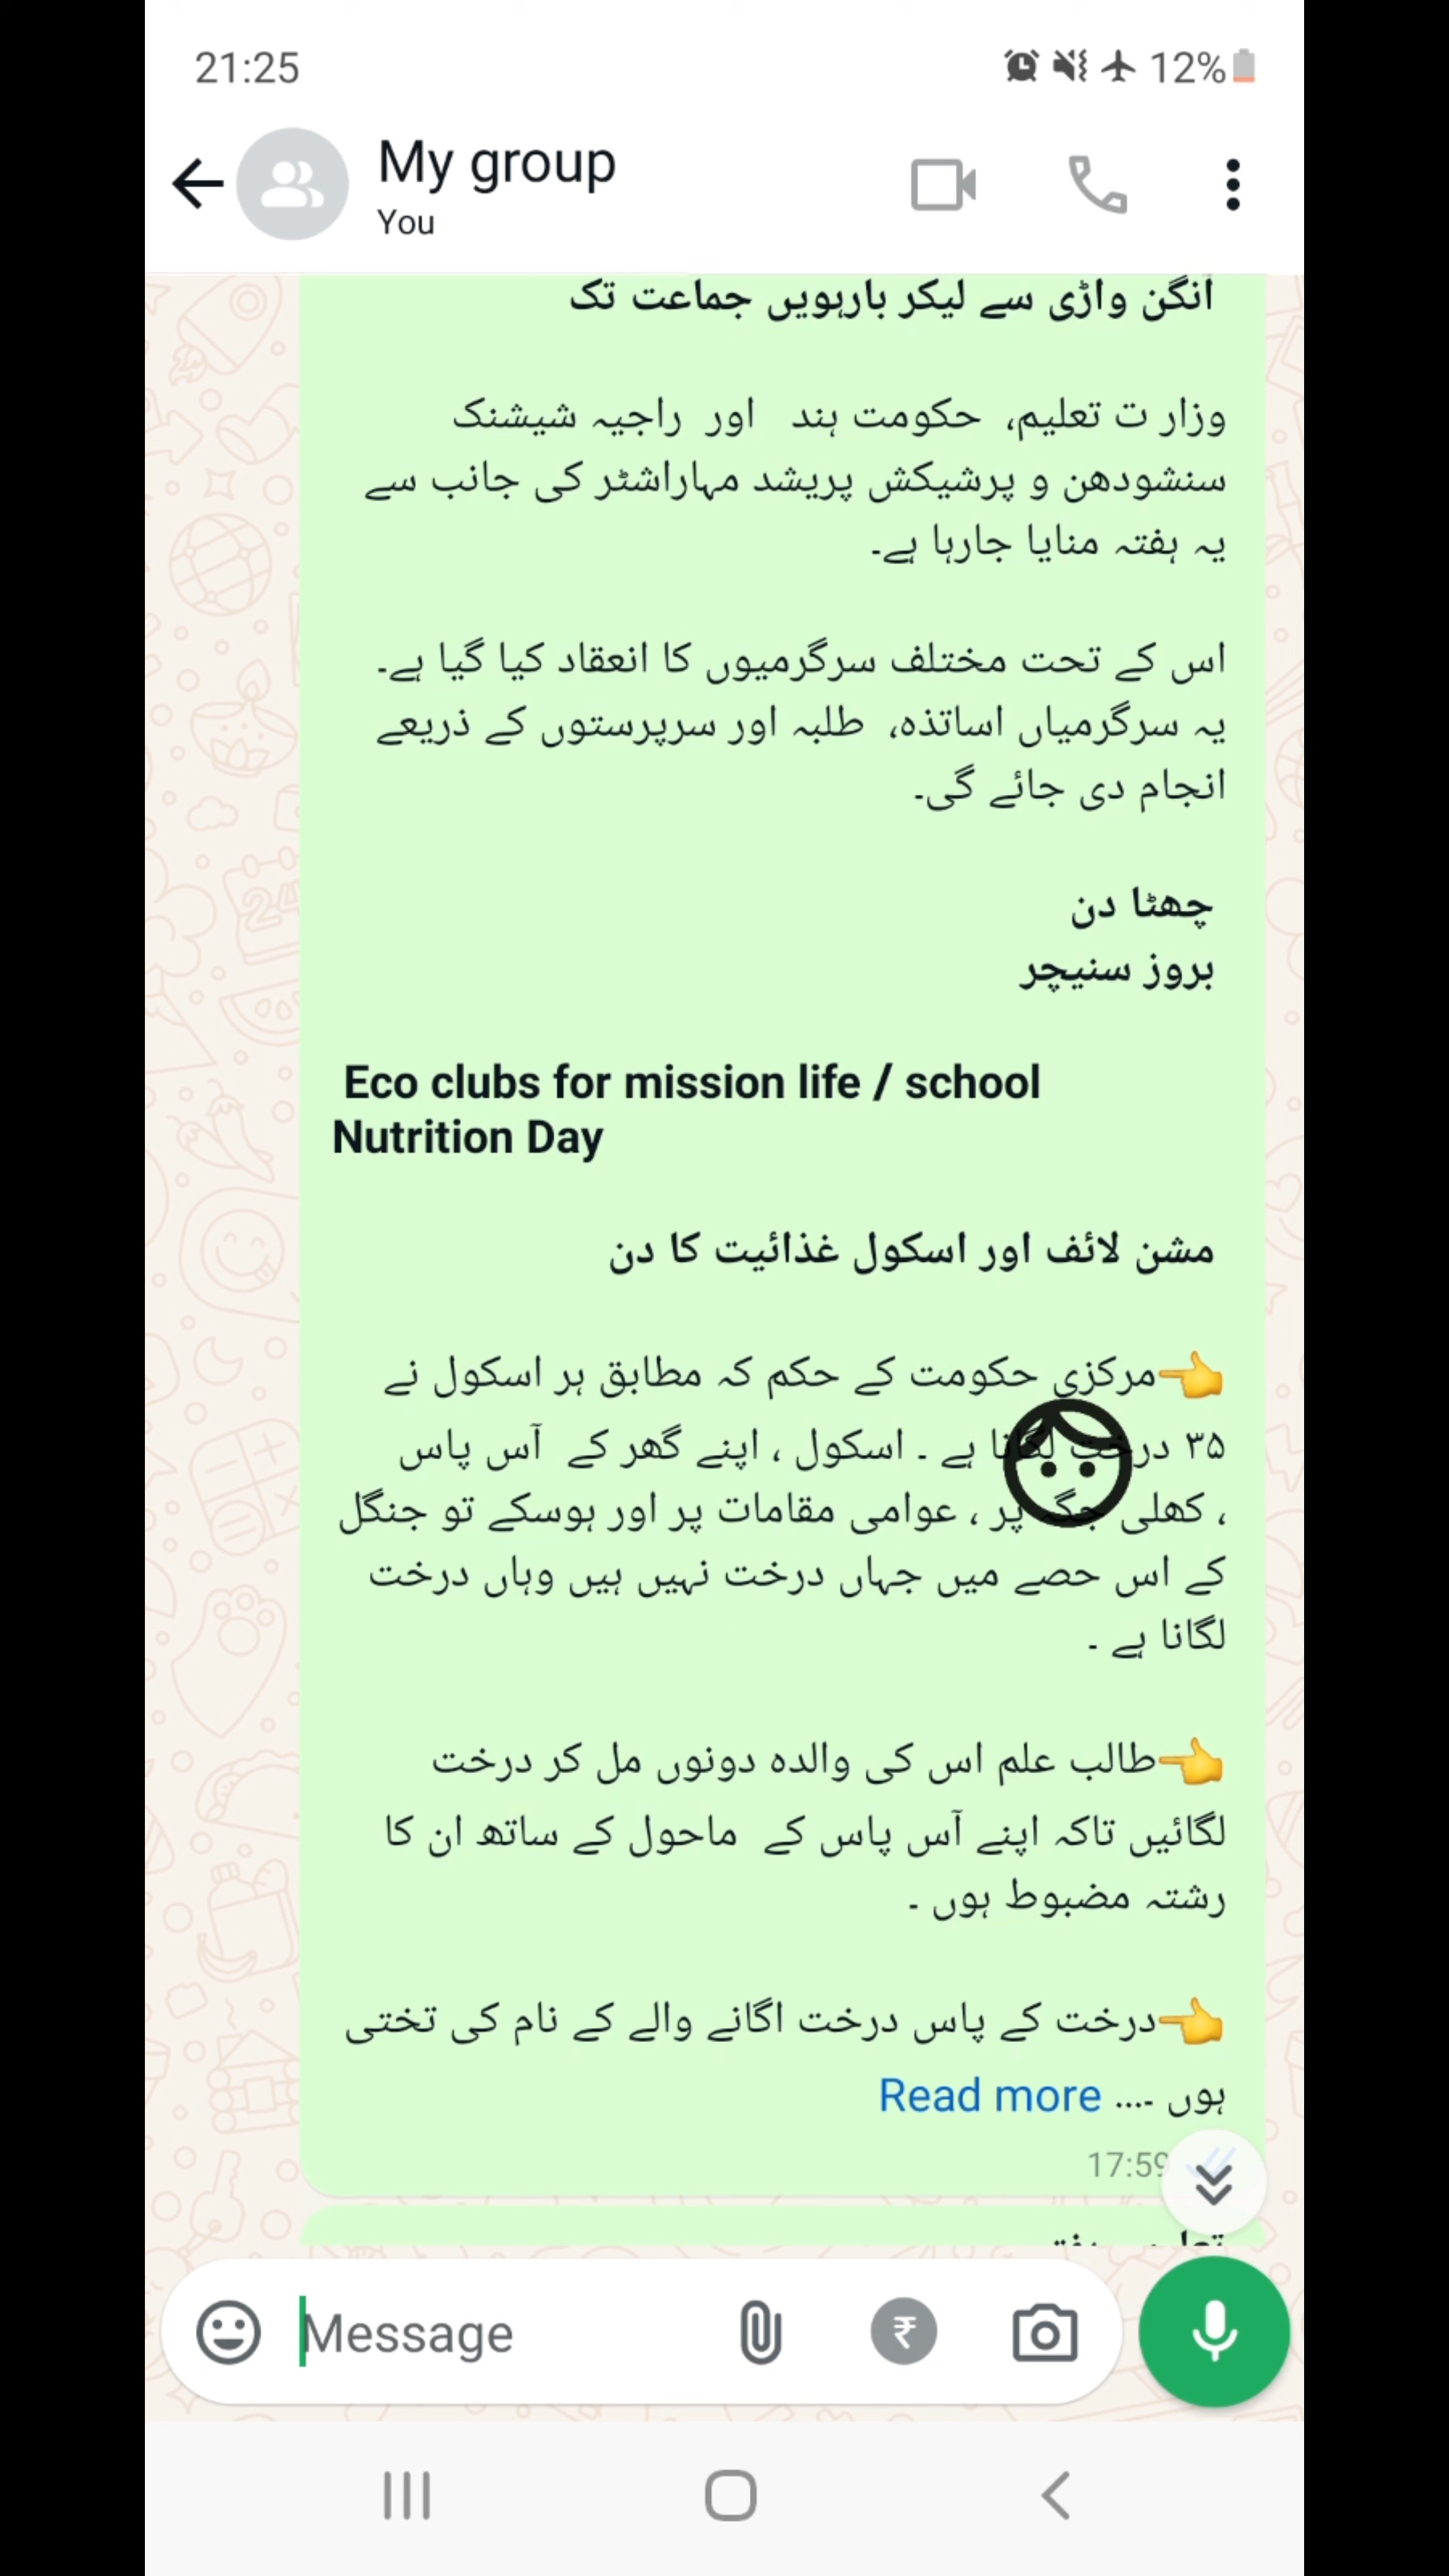 21:25
12%
My group
You
آنگن واڑی سے لیکر بارہویں جماعت تک
وزار ت تعلیم، حکومت ہند اور راجیہ شیشنک
سنشودھن و پرشیکش پریشد مہاراشٹر کی جانب سے
یہ ہفتہ منایا جارہا ہے۔
اس کے تحت مختلف سرگرمیوں کا انعقاد کیا گیا ہے۔
یہ سرگرمیاں اساتذہ، طلبہ اور سرپرستوں کے ذریعے
انجام دی جائے گی۔
چھٹا دن
بروز سنیچر
Eco clubs for mission life / school
Nutrition Day
مشن لائف اور اسکول غذائیت کا دن
👈مرکزی حکومت کے حکم کہ مطابق ہر اسکول نے
۳۵ درخت لگانا ہے ۔ اسکول ، اپنے گھر کے آس پاس
، کھلی جگہ پر ، عوامی مقامات پر اور ہوسکے تو جنگل
کے اس حصے میں جہاں درخت نہیں ہیں وہاں درخت
لگانا ہے ۔
👈طالب علم اس کی والدہ دونوں مل کر درخت
لگائیں تاکہ اپنے آس پاس کے ماحول کے ساتھ ان کا
رشتہ مضبوط ہوں ۔
👈درخت کے پاس درخت اگانے والے کے نام کی تختی
ہوں ۔... Read more
17:59
Message